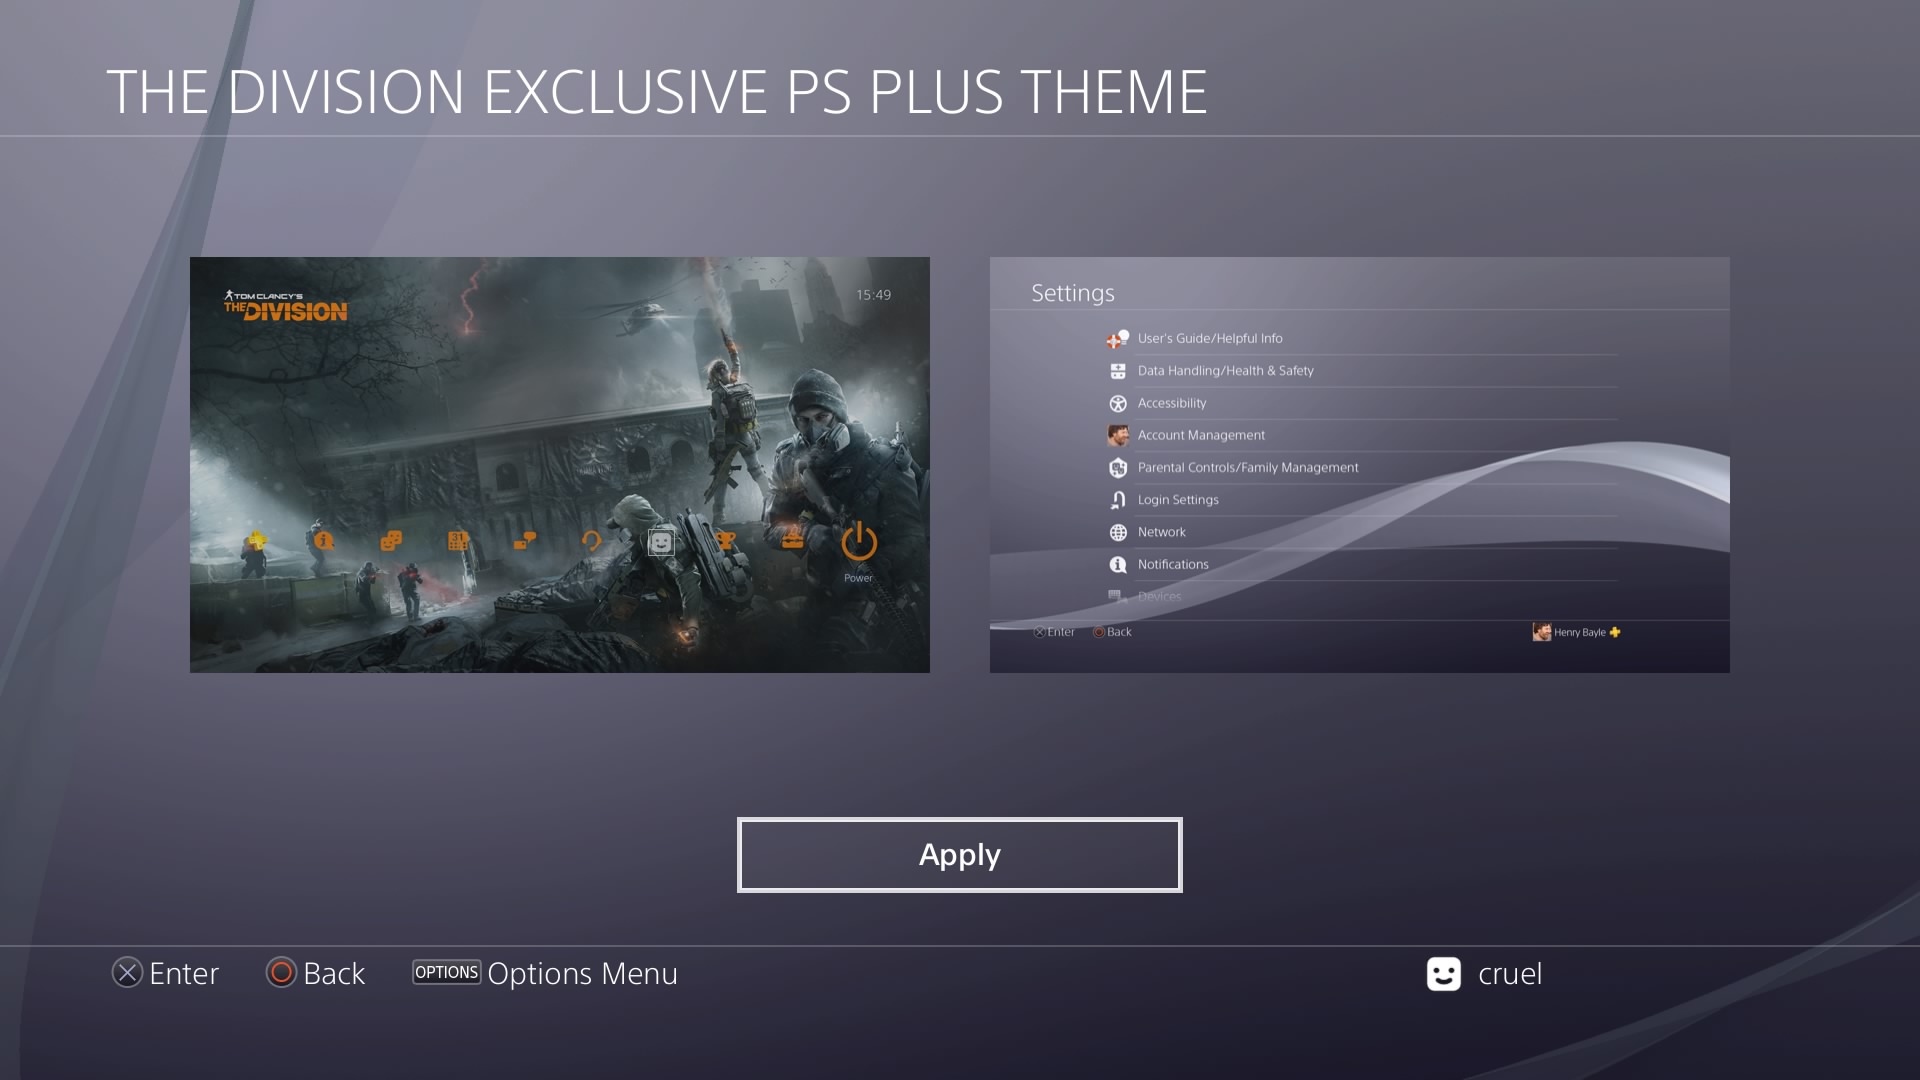 THE DIVISION EXCLUSIVE PS PLUS THEME
TOM CLANCY'S
THE DIVISION
15:49
31
Power
Settings
User's Guide/Helpful Info
Data Handling/Health & Safety
Accessibility
Account Management
Parental Controls/Family Management
Login Settings
Network
Notifications
Devices
Enter Back
Henry Bayle
Apply
Enter Back OPTIONS Options Menu
cruel